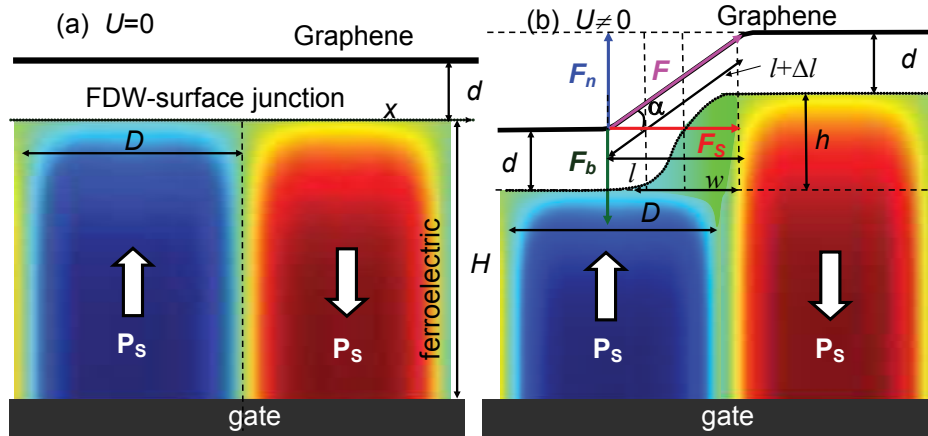 (a) U=0
Graphene
d
FDW-surface junction
x
D
H
P_S
P_S
ferroelectric
gate
(b) U≠0
Graphene
F_n
F
l+Δl
d
α
F_S
d
F_b
h
l
w
D
P_S
P_S
gate